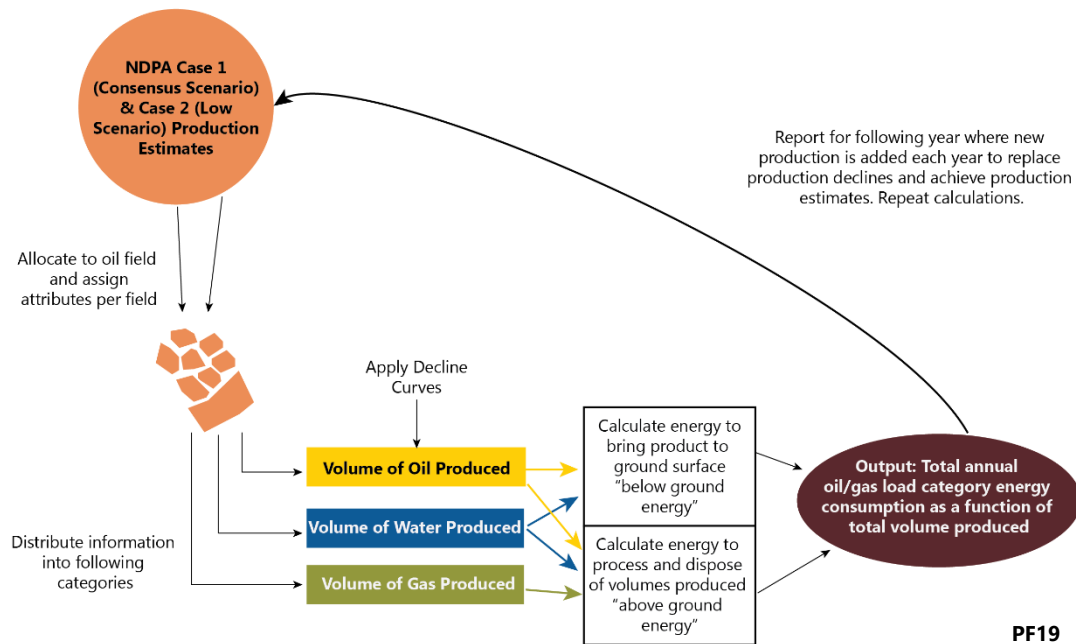 NDPA Case 1
(Consensus Scenario)
& Case 2 (Low
Scenario) Production
Estimates
Report for following year where new
production is added each year to replace
production declines and achieve production
estimates. Repeat calculations.
Allocate to oil field
and assign
attributes per field
Apply Decline
Curves
Distribute information
into following
categories
Volume of Oil Produced
Volume of Water Produced
Volume of Gas Produced
Calculate energy to
bring product to
ground surface
“below ground
energy”
Calculate energy to
process and dispose
of volumes produced
“above ground
energy”
Output: Total annual
oil/gas load category energy
consumption as a function of
total volume produced
PF19